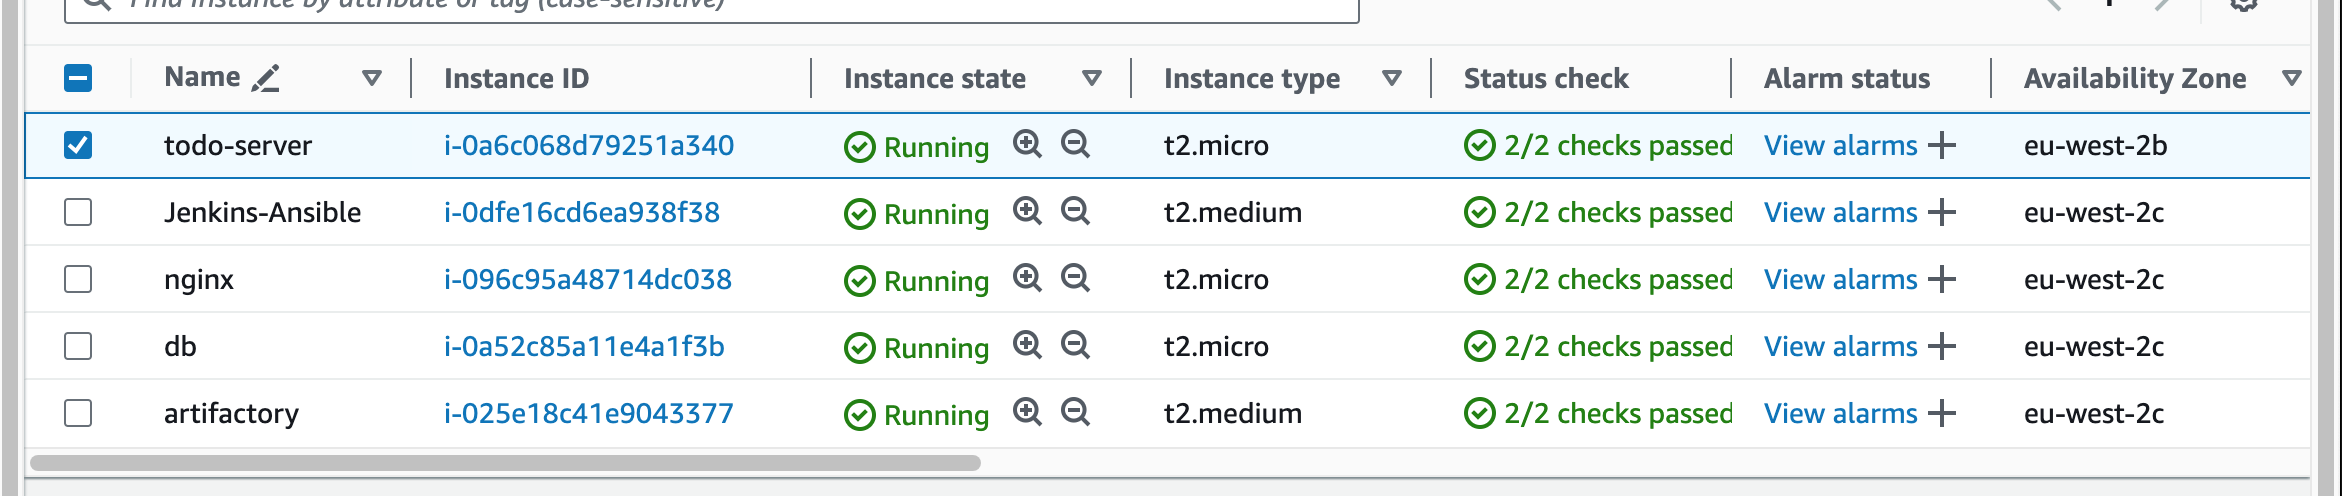 Find Instance by attribute or tag (case-sensitive)
1
Name Instance ID Instance state Instance type Status check Alarm status Availability Zone
todo-server i-0a6c068d79251a340 Running t2.micro 2/2 checks passed View alarms + eu-west-2b
Jenkins-Ansible i-0dfe16cd6ea938f38 Running t2.medium 2/2 checks passed View alarms + eu-west-2c
nginx i-096c95a48714dc038 Running t2.micro 2/2 checks passed View alarms + eu-west-2c
db i-0a52c85a11e4a1f3b Running t2.micro 2/2 checks passed View alarms + eu-west-2c
artifactory i-025e18c41e9043377 Running t2.medium 2/2 checks passed View alarms + eu-west-2c